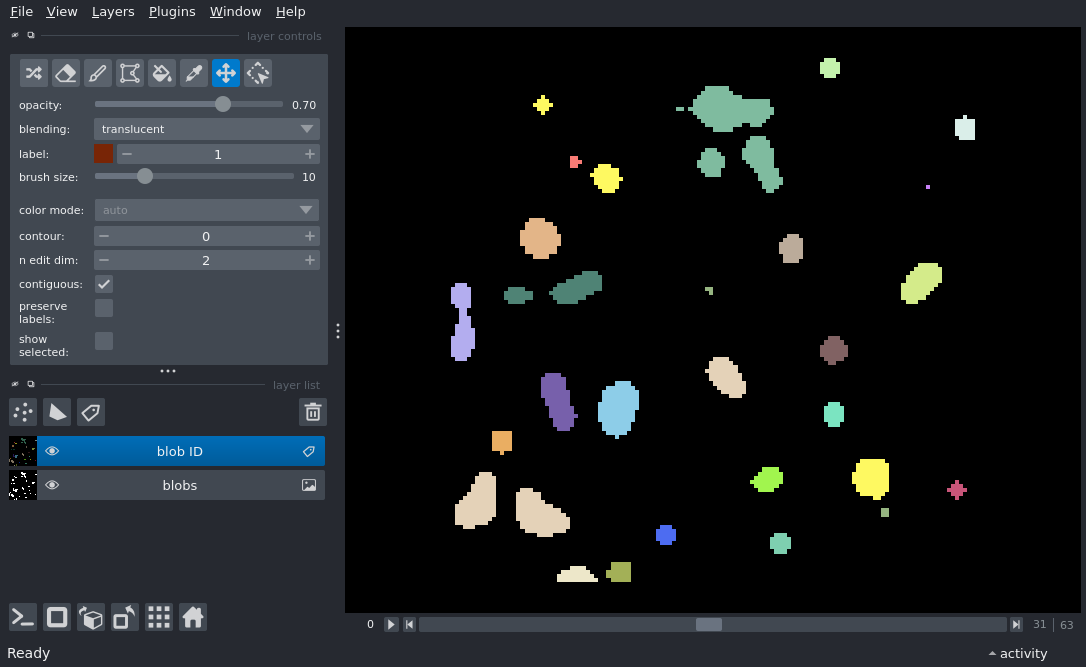 File View Layers Plugins Window Help
layer controls
opacity: 0.70
blending: translucent
label: 1
brush size: 10
color mode: auto
contour: 0
n edit dim: 2
contiguous:
preserve
labels:
show
selected:
layer list
blob ID
blobs
0 31 63
Ready activity